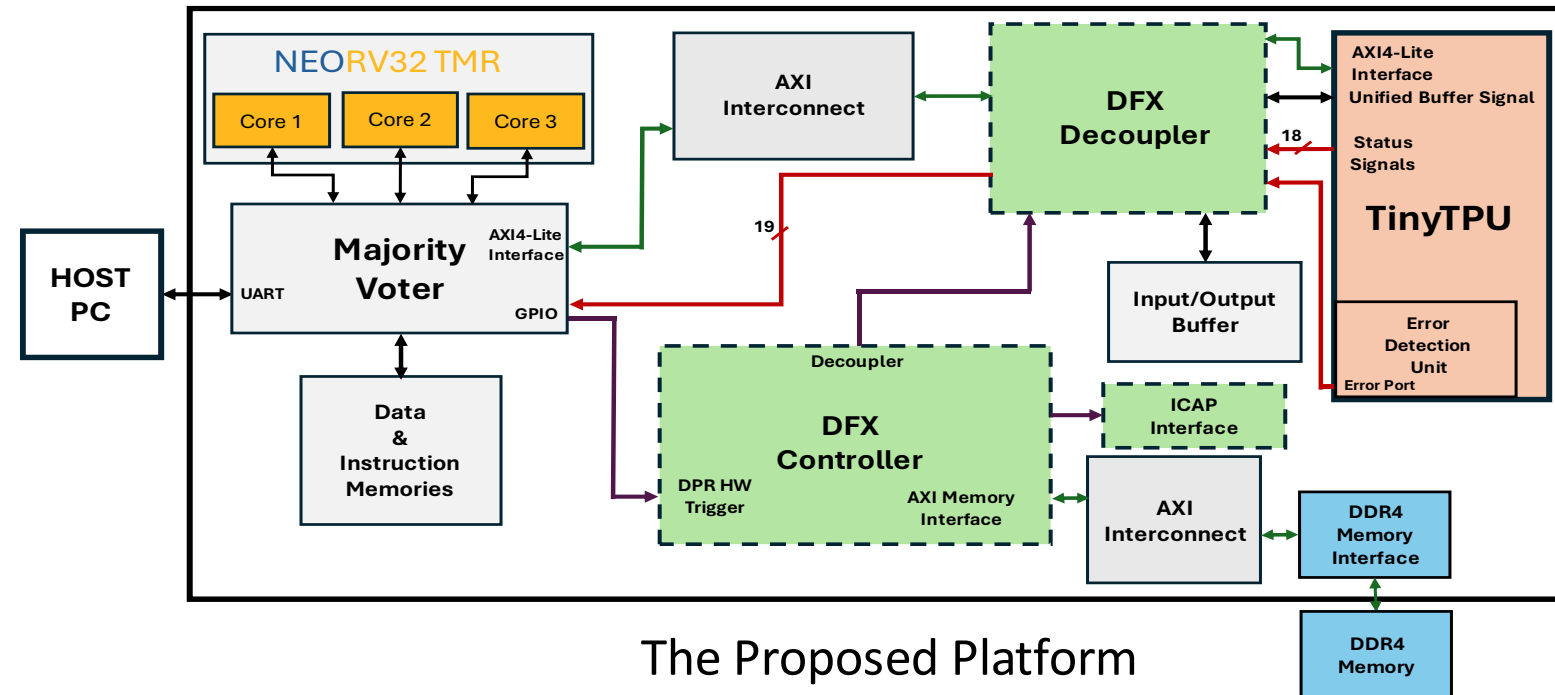 NEORV32 TMR
Core 1
Core 2
Core 3
AXI
Interconnect
DFX
Decoupler
AXI4-Lite
Interface
Unified Buffer Signal
18
Status
Signals
TinyTPU
Error
Detection
Unit
Error Port
HOST
PC
UART
Majority
Voter
AXI4-Lite
Interface
GPIO
19
Input/Output
Buffer
Data
&
Instruction
Memories
Decoupler
DFX
Controller
DPR HW
Trigger
AXI Memory
Interface
ICAP
Interface
AXI
Interconnect
DDR4
Memory
Interface
DDR4
Memory
The Proposed Platform